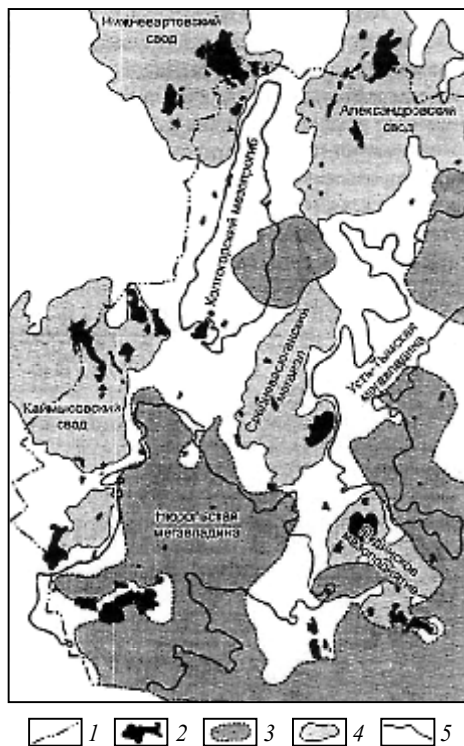 Нижневартовский
свод
Александровский
свод
Колтогорский мезопрогиб
Средневасюганский
мегавал
Усть-Тымская
мегавпадина
Каймысовский
свод
Нюрольская
мегавпадина
1 2 3 4 5